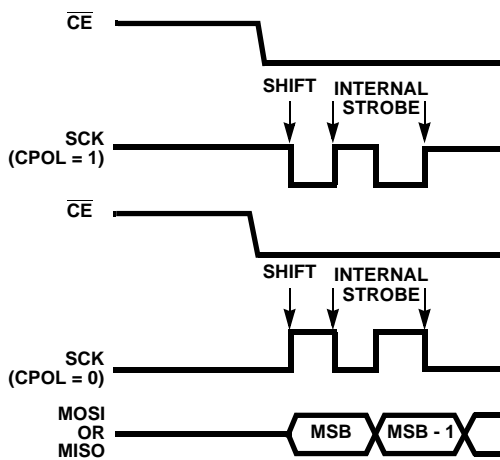 CE
SHIFT INTERNAL
STROBE
SCK
(CPOL = 1)
CE
SHIFT INTERNAL
STROBE
SCK
(CPOL = 0)
MOSI
OR
MISO
MSB MSB - 1